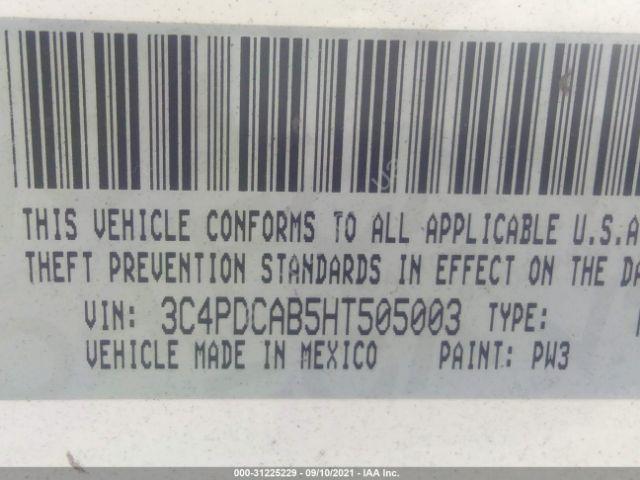 THIS VEHICLE CONFORMS TO ALL APPLICABLE U.S.A
THEFT PREVENTION STANDARDS IN EFFECT ON THE DA
VIN: 3C4PDCAB5HT505003 TYPE:
VEHICLE MADE IN MEXICO PAINT: PW3
000-31225229 - 09/10/2021 - IAA Inc.